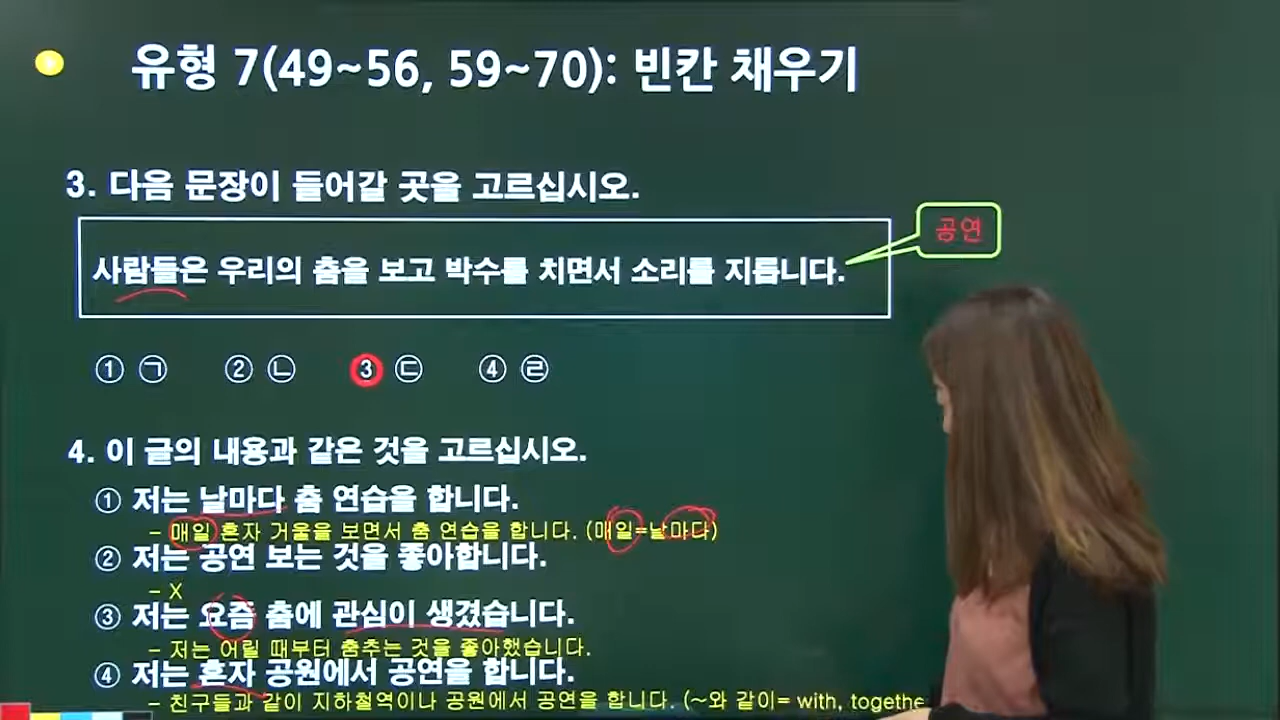 유형 7(49~56, 59~70): 빈칸 채우기
3. 다음 문장이 들어갈 곳을 고르십시오.
공연
사람들은 우리의 춤을 보고 박수를 치면서 소리를 지릅니다.
① ㉠ ② ㉡ ③ ㉢ ④ ㉣
4. 이 글의 내용과 같은 것을 고르십시오.
① 저는 날마다 춤 연습을 합니다.
– 매일 혼자 거울을 보면서 춤 연습을 합니다. (매일=날마다)
② 저는 공연 보는 것을 좋아합니다.
– X
③ 저는 요즘 춤에 관심이 생겼습니다.
– 저는 어릴 때부터 춤추는 것을 좋아했습니다.
④ 저는 혼자 공원에서 공연을 합니다.
– 친구들과 같이 지하철역이나 공원에서 공연을 합니다. (~와 같이= with, togethe